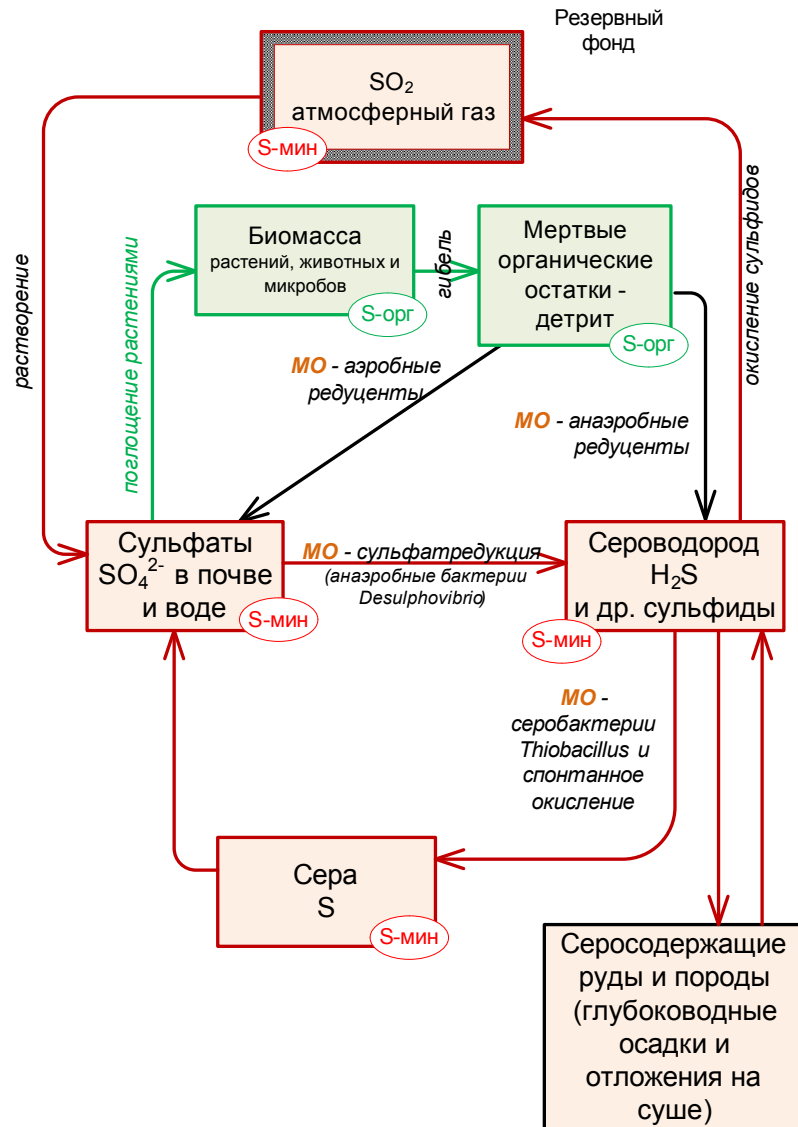 Резервный
фонд
SO₂
атмосферный газ
S-мин
растворение
поглощение растениями
Биомасса
растений, животных и
микробов
S-орг
гибель
Мертвые
органические
остатки -
детрит
S-орг
окисление сульфидов
МО - аэробные
редуценты
МО - анаэробные
редуценты
Сульфаты
SO₄²⁻ в почве
и воде
S-мин
МО - сульфатредукция
(анаэробные бактерии
Desulphovibrio)
Сероводород
H₂S
и др. сульфиды
S-мин
МО -
серобактерии
Thiobacillus и
спонтанное
окисление
Сера
S
S-мин
Серосодержащие
руды и породы
(глубоководные
осадки и
отложения на
суше)